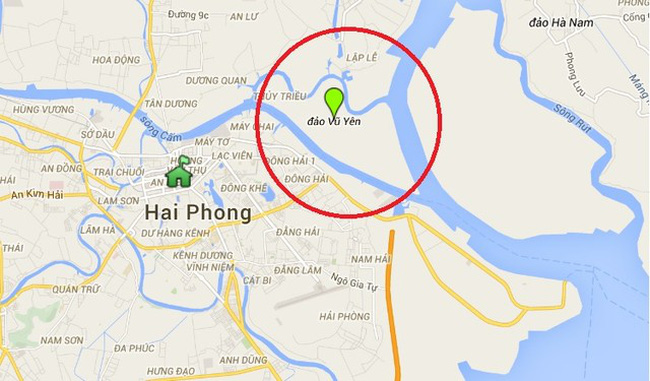 Đường 9c
AN LƯ
đảo Hà Nam
Phong Lưu
HOA ĐỘNG
LẬP LỄ
DƯƠNG QUAN
THỦY TRIỀU
TÂN DƯƠNG
HÙNG VƯƠNG
sông Cấm
MÁY CHAI
đảo Vũ Yên
Sông Rút
SỞ DẦU
MÁY TƠ
LẠC VIÊN
ĐÔNG HẢI 1
TRẠI CHUỐI
ĐÔNG HẢI
An Kim Hải
ĐÔNG KHÊ
LAM SƠN
Hai Phong
LÂM HÀ
DƯ HÀNG KÊNH
ĐẰNG HẢI
KÊNH DƯƠNG
VĨNH NIỆM
NAM HẢI
ĐẰNG LÂM
CÁT BI
Ngô Gia Tự
QUÁN TRỮ
HẢI PHÒNG
NAM SƠN
ĐA PHÚC
ANH DŨNG
HƯNG ĐẠO